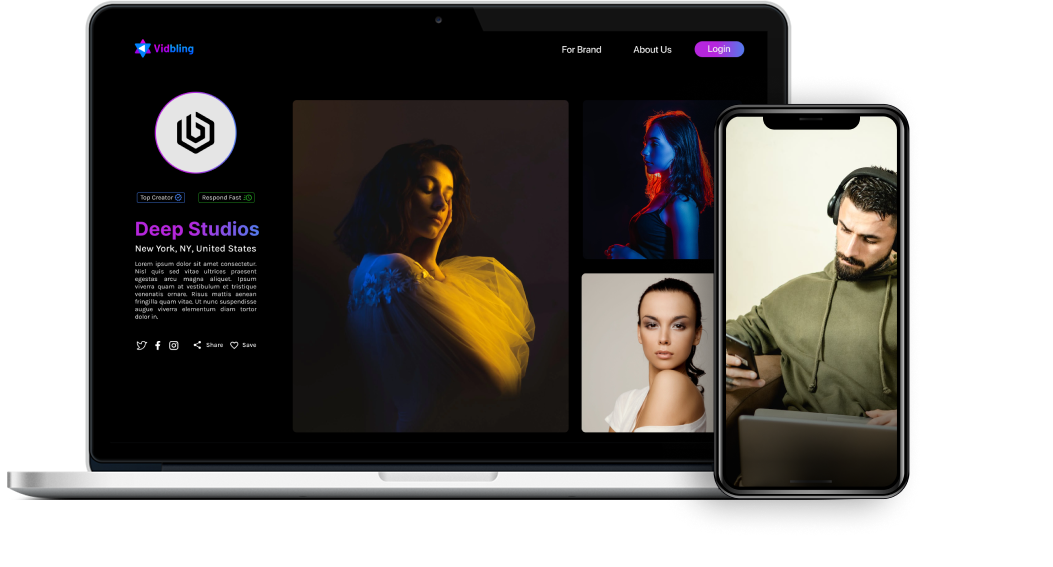 Vidbling
For Brand
About Us
Login
Top Creator
Respond Fast
Deep Studios
New York, NY, United States
Lorem ipsum dolor sit amet consectetur.
Nisl quis sed vitae ultrices praesent
egestas arcu magna aliquet. Ipsum
viverra quam at vestibulum et tristique
venenatis ornare. Risus mattis aenean
fringilla quam vitae. Ut nunc suspendisse
augue viverra elementum diam tortor
dolor in.
Share
Save